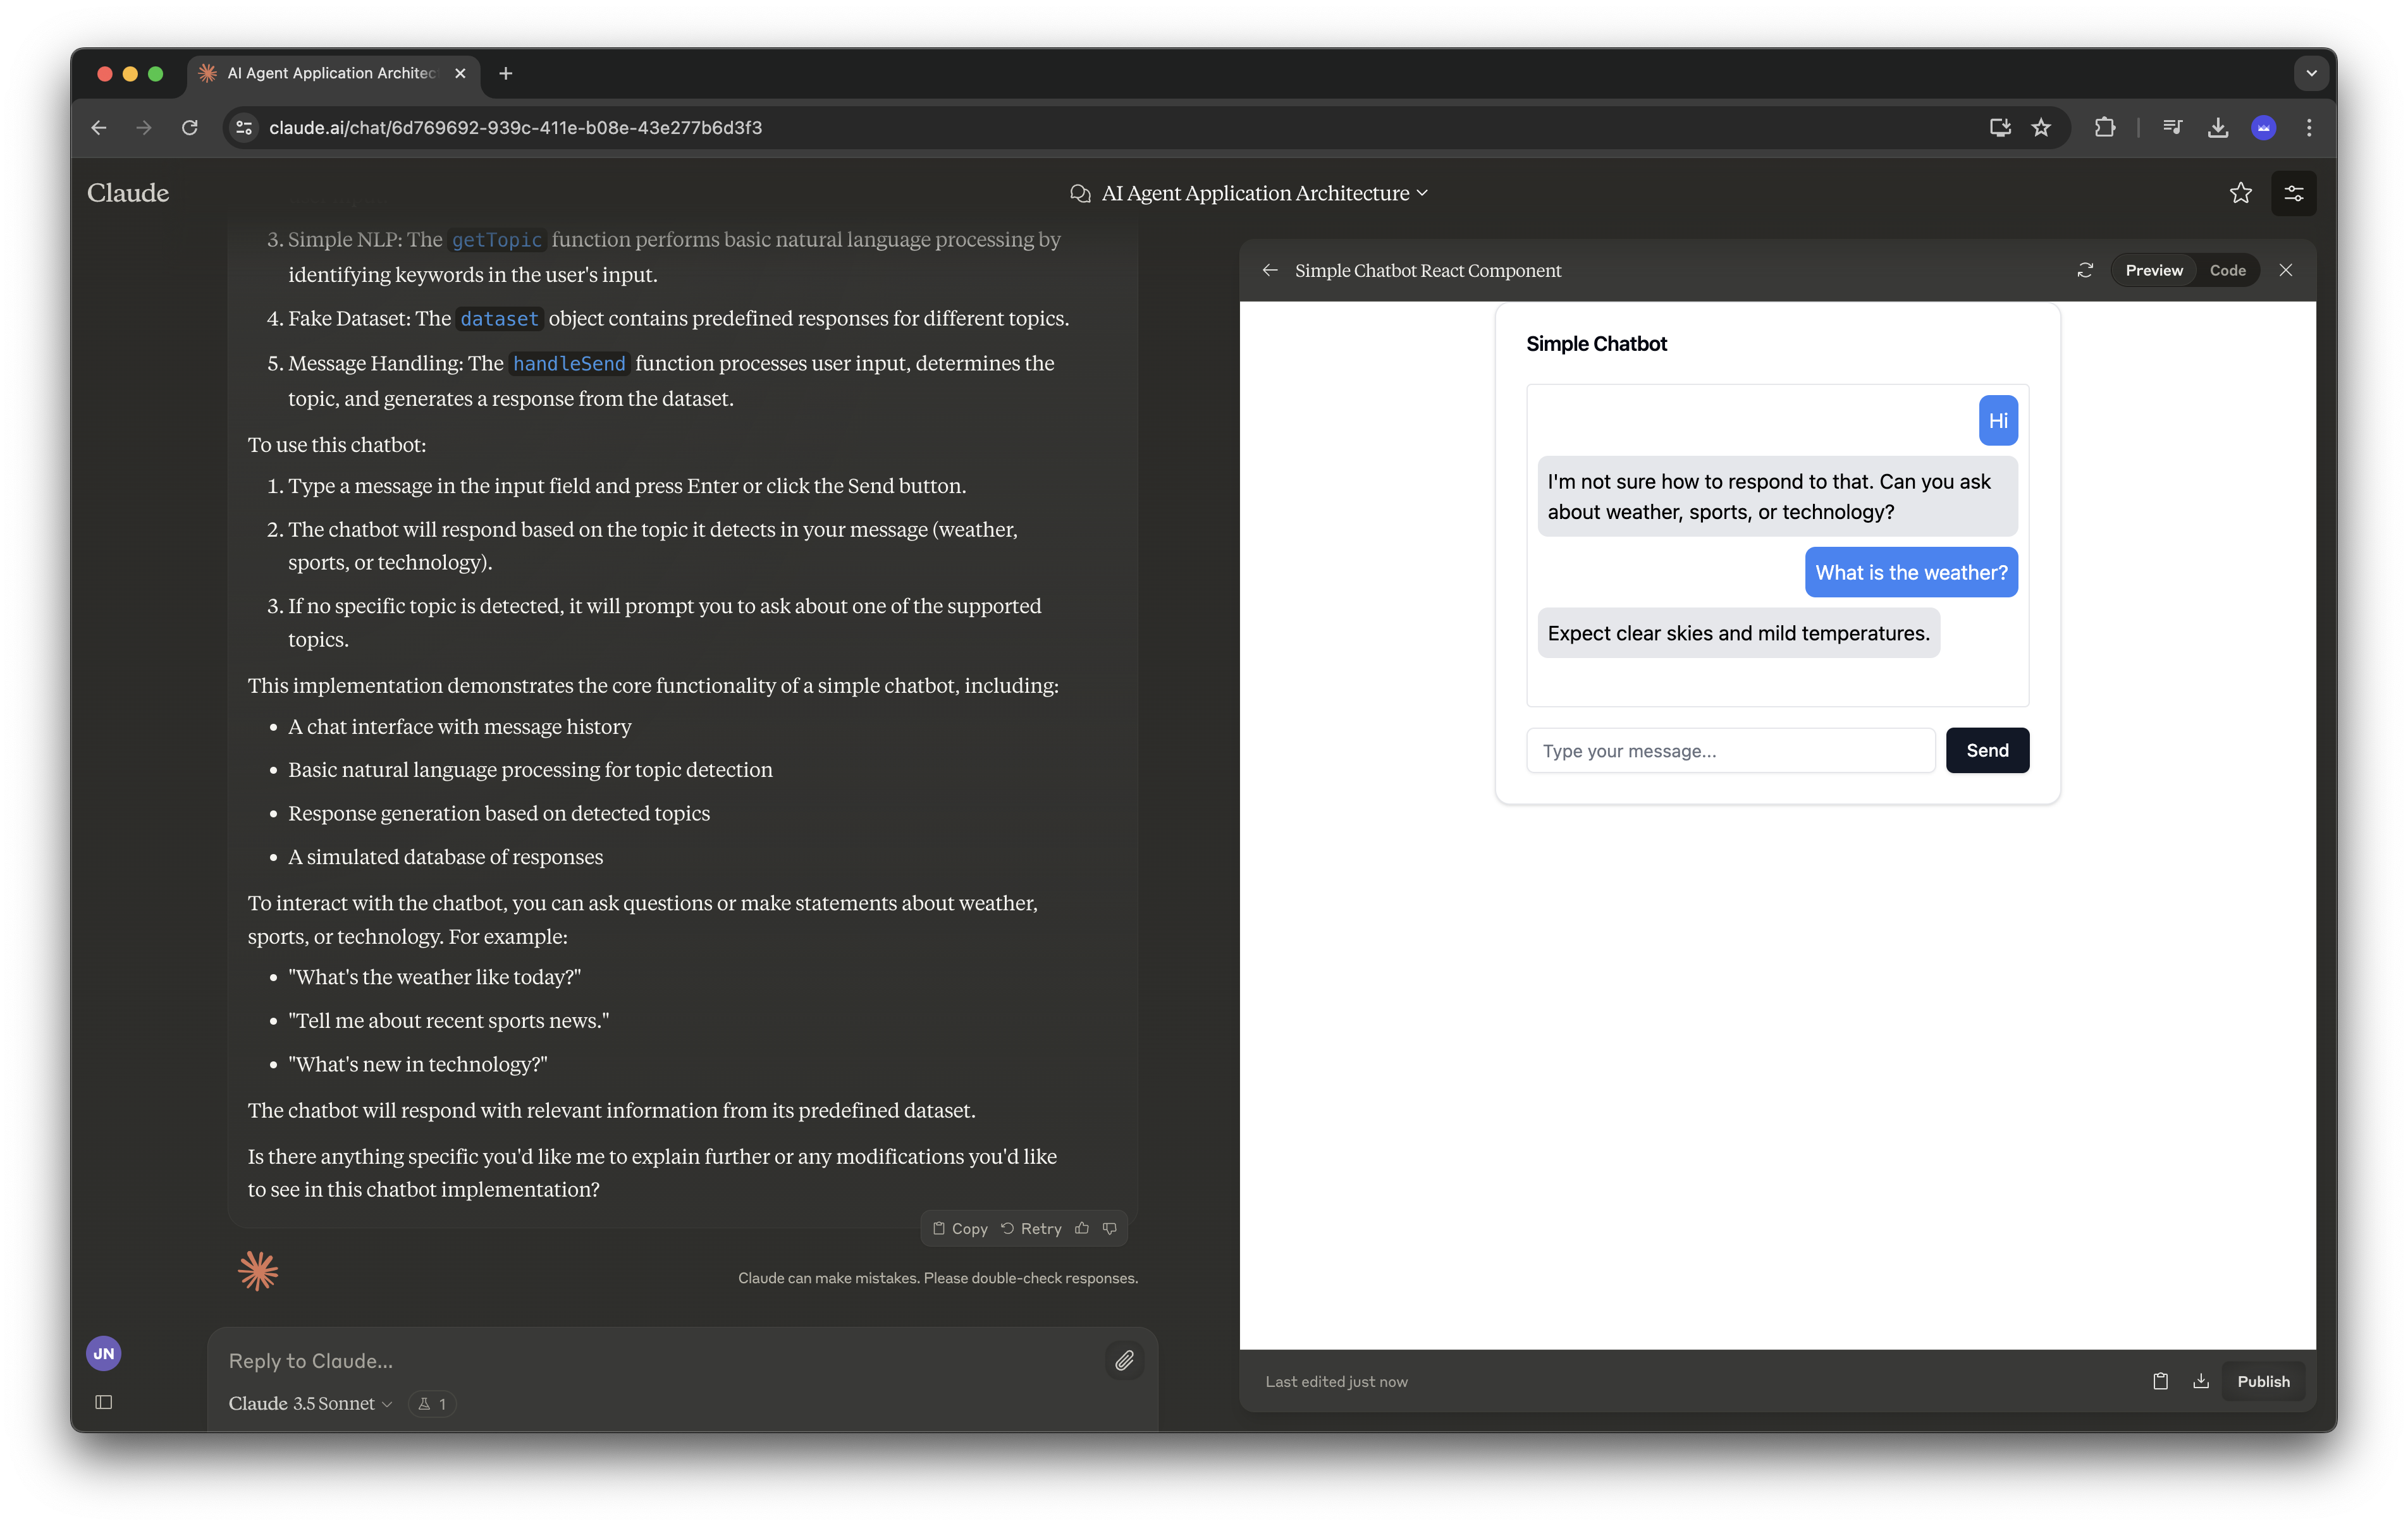 AI Agent Application Architec
claude.ai/chat/6d769692-939c-411e-b08e-43e277b6d3f3
Claude
AI Agent Application Architecture
3. Simple NLP: The getTopic function performs basic natural language processing by
identifying keywords in the user's input.
4. Fake Dataset: The dataset object contains predefined responses for different topics.
5. Message Handling: The handleSend function processes user input, determines the
topic, and generates a response from the dataset.
To use this chatbot:
1. Type a message in the input field and press Enter or click the Send button.
2. The chatbot will respond based on the topic it detects in your message (weather,
sports, or technology).
3. If no specific topic is detected, it will prompt you to ask about one of the supported
topics.
This implementation demonstrates the core functionality of a simple chatbot, including:
• A chat interface with message history
• Basic natural language processing for topic detection
• Response generation based on detected topics
• A simulated database of responses
To interact with the chatbot, you can ask questions or make statements about weather,
sports, or technology. For example:
• "What's the weather like today?"
• "Tell me about recent sports news."
• "What's new in technology?"
The chatbot will respond with relevant information from its predefined dataset.
Is there anything specific you'd like me to explain further or any modifications you'd like
to see in this chatbot implementation?
Copy Retry
Claude can make mistakes. Please double-check responses.
JN
Reply to Claude...
Claude 3.5 Sonnet 1
Simple Chatbot React Component
Preview Code
Simple Chatbot
Hi
I'm not sure how to respond to that. Can you ask
about weather, sports, or technology?
What is the weather?
Expect clear skies and mild temperatures.
Type your message...
Send
Last edited just now
Publish